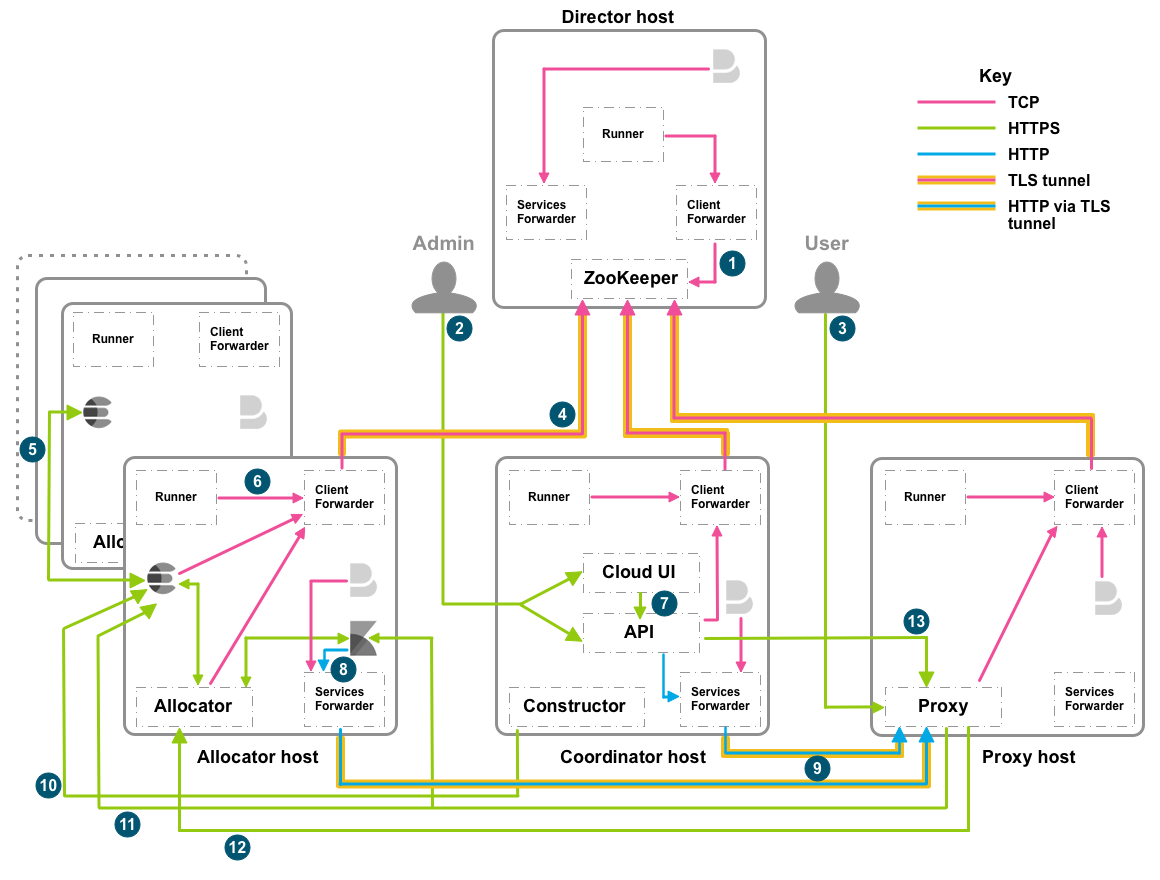 Director host
Key
TCP
HTTPS
HTTP
TLS tunnel
HTTP via TLS
tunnel
Runner
Services
Forwarder
Client
Forwarder
ZooKeeper
1
Admin
2
User
3
Runner
Client
Forwarder
5
Alloc
4
Runner
6
Client
Forwarder
8
Allocator
Services
Forwarder
Allocator host
Runner
Client
Forwarder
Cloud UI
7
API
Constructor
Services
Forwarder
Coordinator host
9
Runner
Client
Forwarder
13
Proxy
Services
Forwarder
Proxy host
10
11
12